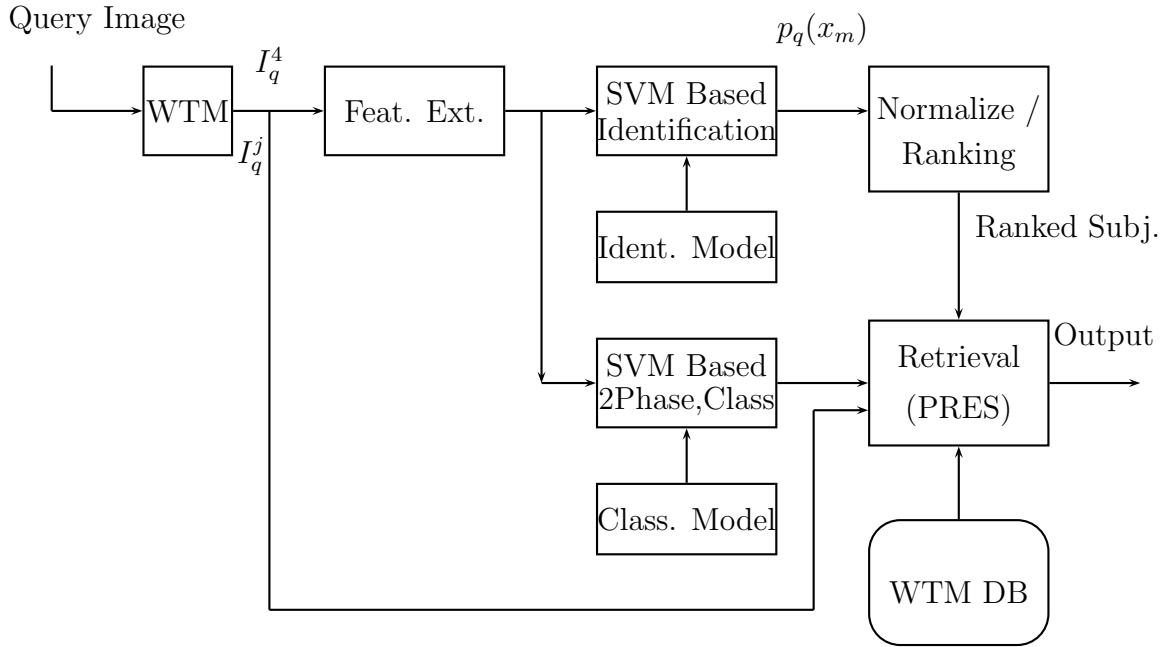 Query Image
WTM
$I_q^4$
$I_q^j$
Feat. Ext.
SVM Based
Identification
$p_q(x_m)$
Normalize /
Ranking
Ident. Model
Ranked Subj.
SVM Based
2Phase,Class
Retrieval
(PRES)
Output
Class. Model
WTM DB